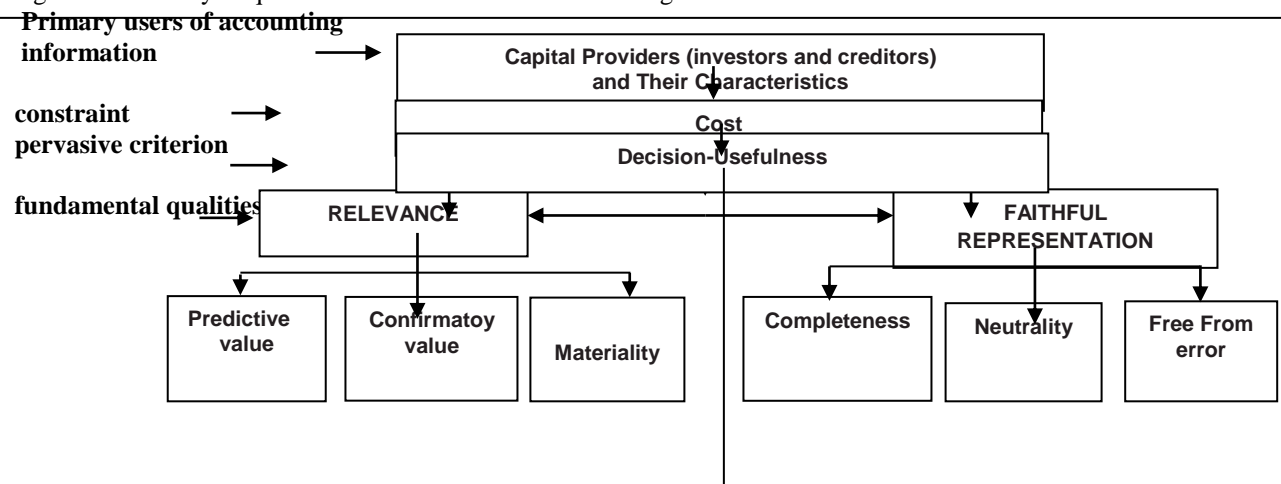 Primary users of accounting
information
Capital Providers (investors and creditors)
and Their Characteristics
constraint
Cost
pervasive criterion
Decision-Usefulness
fundamental qualities
RELEVANCE
FAITHFUL
REPRESENTATION
Predictive
value
Confirmatoy
value
Materiality
Completeness
Neutrality
Free From
error